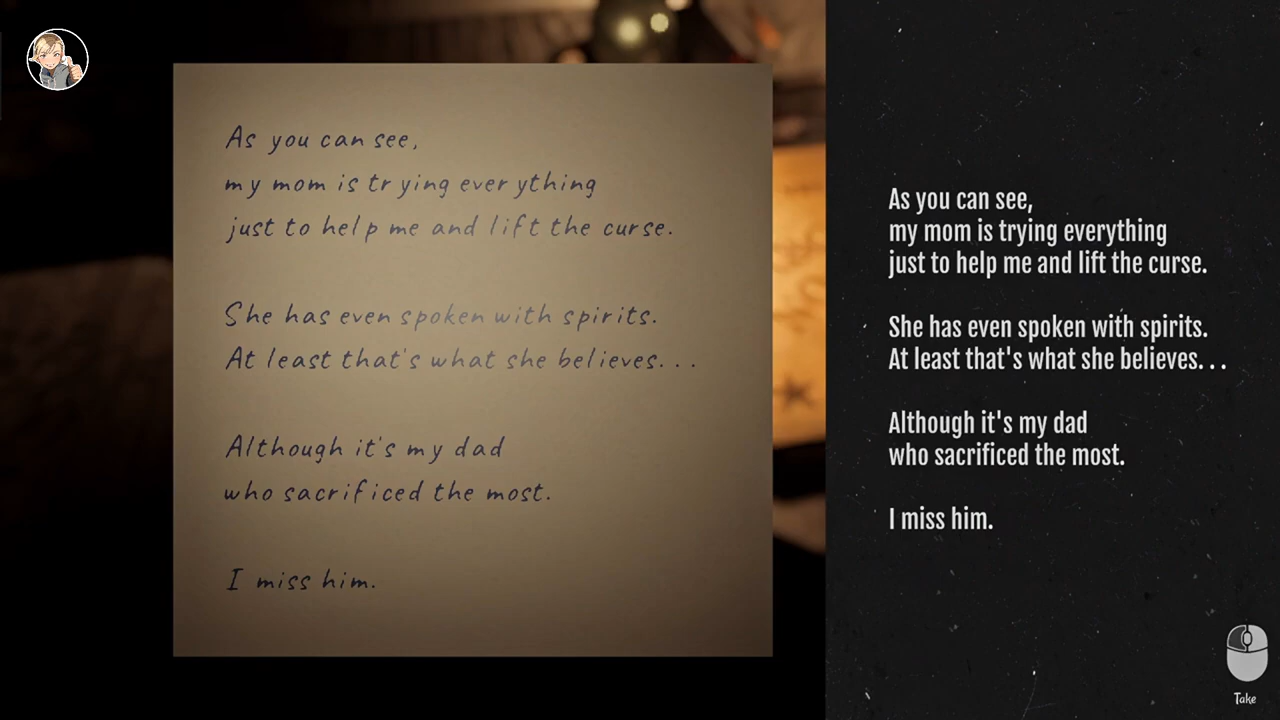 As you can see,
my mom is trying everything
just to help me and lift the curse.
She has even spoken with spirits.
At least that's what she believes. . .
Although it's my dad
who sacrificed the most.
I miss him.
As you can see,
my mom is trying everything
just to help me and lift the curse.
She has even spoken with spirits.
At least that's what she believes. . .
Although it's my dad
who sacrificed the most.
I miss him.
Take